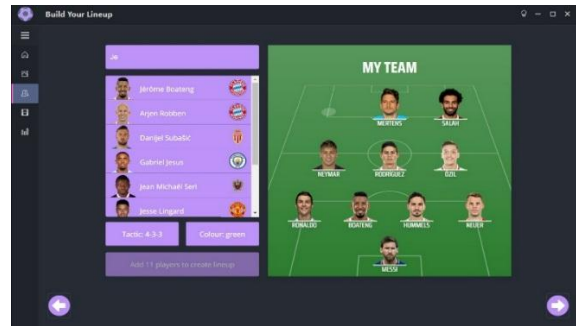 Build Your Lineup
Je
Jérôme Boateng
Arjen Robben
Danijel Subašić
Gabriel Jesus
Jean Michaël Seri
Jesse Lingard
Tactic: 4-3-3
Colour: green
Add 11 players to create lineup
MY TEAM
MERTENS
SALAH
NEYMAR
RODRIGUEZ
ÖZIL
RONALDO
BOATENG
HUMMELS
NEUER
MESSI